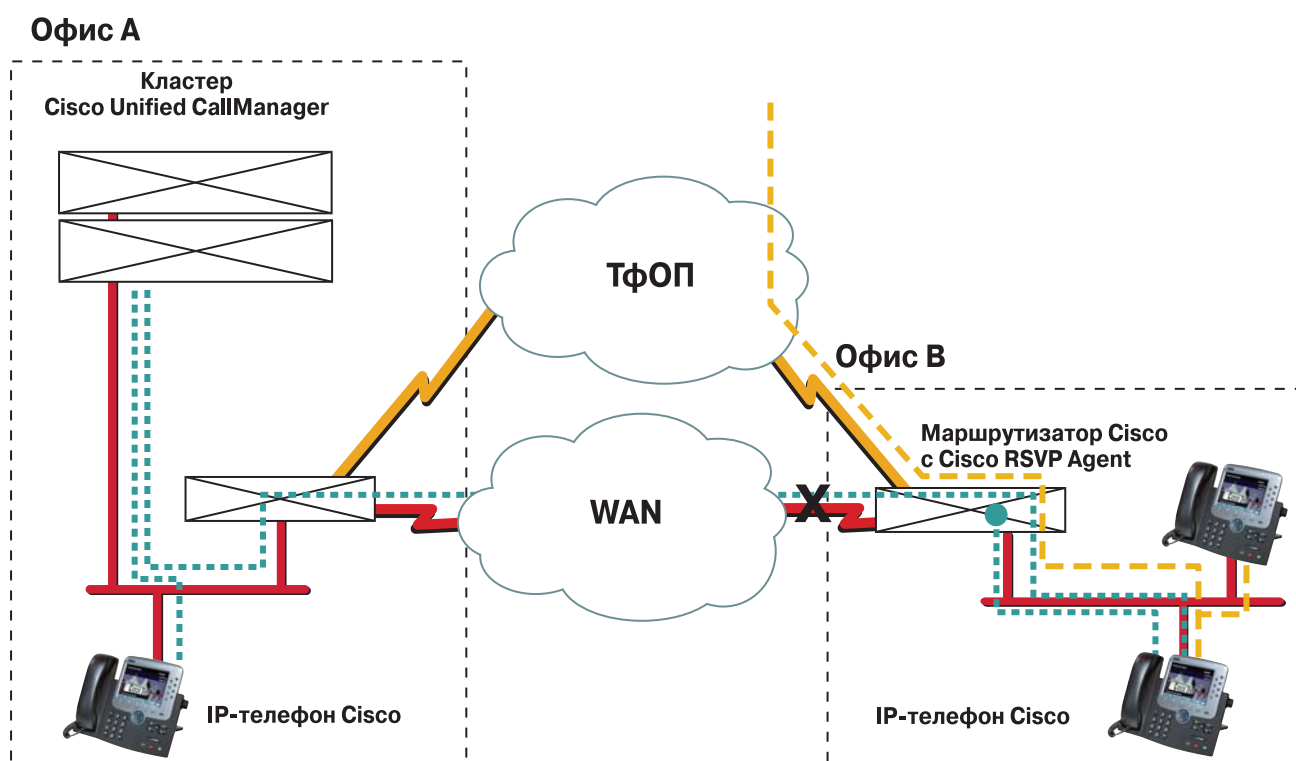 Офис А
Кластер
Cisco Unified CallManager
ТфОП
Офис В
Маршрутизатор Cisco
с Cisco RSVP Agent
WAN
X
IP-телефон Cisco
IP-телефон Cisco